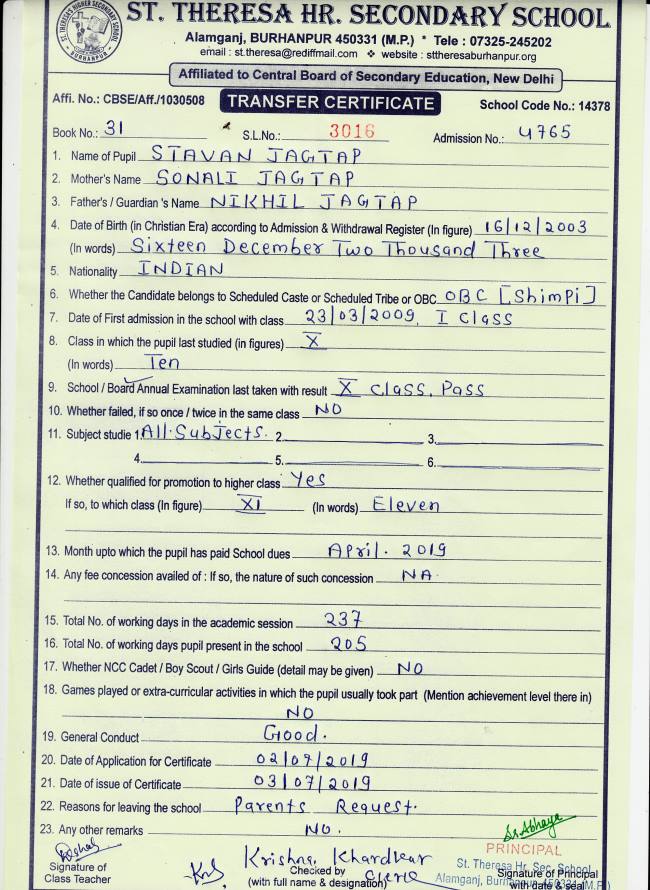 ST. THERESA HR. SECONDARY SCHOOL
Alamganj, BURHANPUR 450331 (M.P.) * Tele : 07325-245202
email : st.theresa@rediffmail.com ❖ website : sttheresaburhanpur.org
Affiliated to Central Board of Secondary Education, New Delhi
Affi. No.: CBSE/Aff./1030508 TRANSFER CERTIFICATE School Code No.: 14378
Book No.: 31 S.L.No.: 3016 Admission No.: 4765
1. Name of Pupil STAVAN JAGTAP
2. Mother's Name SONALI JAGTAP
3. Father's / Guardian 's Name NIKHIL JAGTAP
4. Date of Birth (in Christian Era) according to Admission & Withdrawal Register (In figure) 16/12/2003
(In words) Sixteen December Two Thousand Three
5. Nationality INDIAN
6. Whether the Candidate belongs to Scheduled Caste or Scheduled Tribe or OBC OBC [Shimpi]
7. Date of First admission in the school with class 23/03/2009, I Class
8. Class in which the pupil last studied (in figures) X
(In words) Ten
9. School / Board Annual Examination last taken with result X Class, Pass
10. Whether failed, if so once / twice in the same class NO
11. Subject studie 1. All Subjects. 2. 3.
4. 5. 6.
12. Whether qualified for promotion to higher class Yes
If so, to which class (In figure) XI (In words) Eleven
13. Month upto which the pupil has paid School dues April. 2019
14. Any fee concession availed of : If so, the nature of such concession NA.
15. Total No. of working days in the academic session 237
16. Total No. of working days pupil present in the school 205
17. Whether NCC Cadet / Boy Scout / Girls Guide (detail may be given) NO
18. Games played or extra-curricular activities in which the pupil usually took part (Mention achievement level there in)
NO
19. General Conduct Good.
20. Date of Application for Certificate 02/07/2019
21. Date of issue of Certificate 03/07/2019
22. Reasons for leaving the school Parents Request.
23. Any other remarks NO.
Sr. Abhaya
PRINCIPAL
Krishna Khardkar
St. Theresa Hr. Sec. School
Signature of Class Teacher
Checked by Clerk
(with full name & designation)
Alamganj, Burhanpur 450331 (M.P.)
Signature of Principal
with date & seal